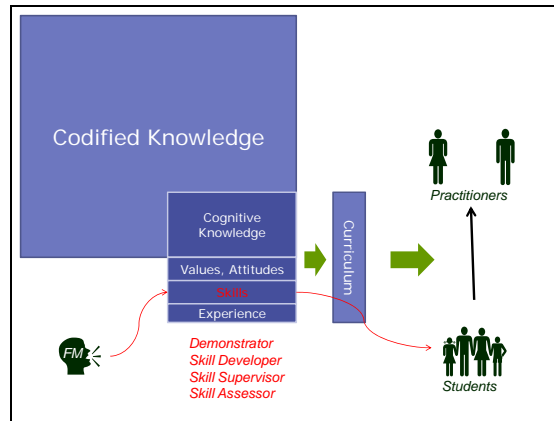 Codified Knowledge
Cognitive
Knowledge
Values, Attitudes
Skills
Experience
Curriculum
Practitioners
FM
Demonstrator
Skill Developer
Skill Supervisor
Skill Assessor
Students